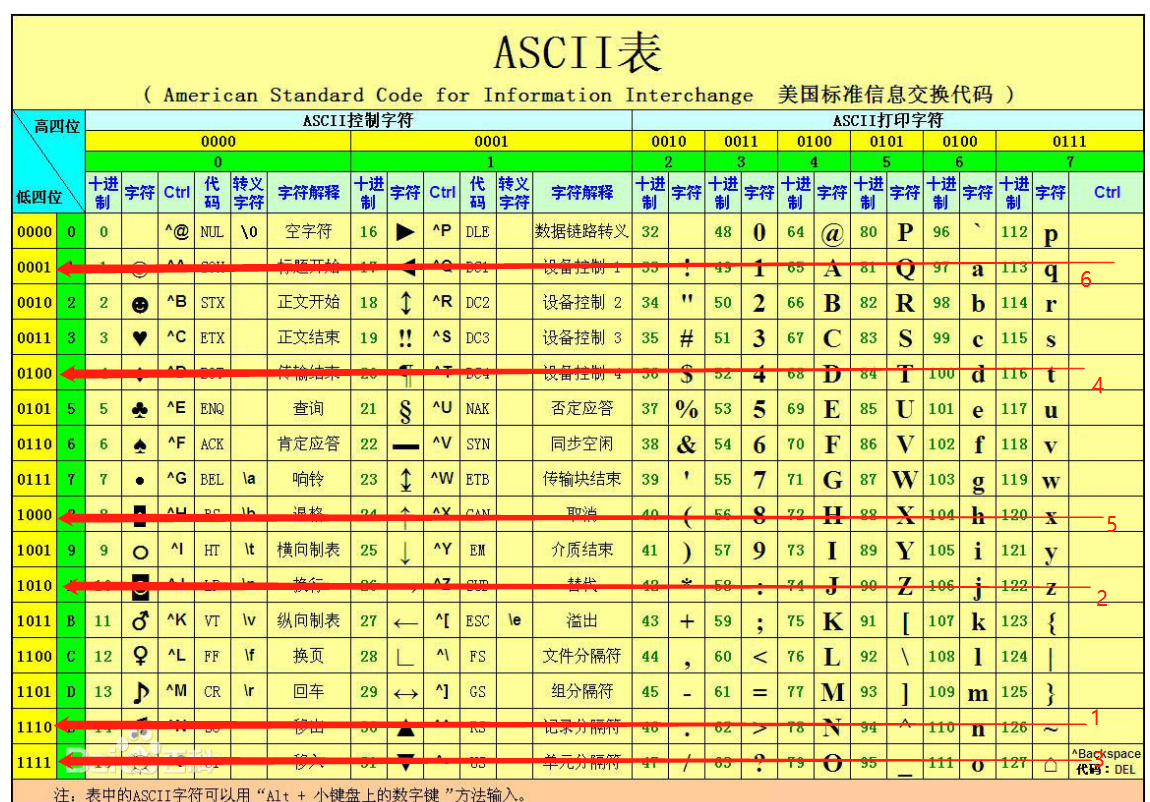 ASCII表
( American Standard Code for Information Interchange 美国标准信息交换代码 )
高四位 ASCII控制字符 ASCII打印字符
0000 0001 0010 0011 0100 0101 0100 0111
0 1 2 3 4 5 6 7
低四位 十进制 字符 Ctrl 代码 转义字符 字符解释 十进制 字符 Ctrl 代码 转义字符 字符解释 十进制 字符 十进制 字符 十进制 字符 十进制 字符 十进制 字符 十进制 字符 Ctrl
0000 0 0 ^@ NUL \0 空字符 16 ► ^P DLE 数据链路转义 32 48 0 64 @ 80 P 96 ` 112 p
0001 标题开始 17 ◄ ^Q DC1 设备控制 1 33 ! 49 1 65 A 81 Q 97 a 113 q 6
0010 2 2 ☻ ^B STX 正文开始 18 ↕ ^R DC2 设备控制 2 34 " 50 2 66 B 82 R 98 b 114 r
0011 3 3 ♥ ^C ETX 正文结束 19 ‼ ^S DC3 设备控制 3 35 # 51 3 67 C 83 S 99 c 115 s
0100 传输结束 20 ¶ ^T DC4 设备控制 4 36 $ 52 4 68 D 84 T 100 d 116 t 4
0101 5 5 ♣ ^E ENQ 查询 21 § ^U NAK 否定应答 37 % 53 5 69 E 85 U 101 e 117 u
0110 6 6 ♠ ^F ACK 肯定应答 22 ▬ ^V SYN 同步空闲 38 & 54 6 70 F 86 V 102 f 118 v
0111 7 7 • ^G BEL \a 响铃 23 ↨ ^W ETB 传输块结束 39 ' 55 7 71 G 87 W 103 g 119 w
1000 8 ◘ ^H BS \b 退格 24 ↑ ^X CAN 取消 40 ( 56 8 72 H 88 X 104 h 120 x 5
1001 9 9 ○ ^I HT \t 横向制表 25 ↓ ^Y EM 介质结束 41 ) 57 9 73 I 89 Y 105 i 121 y
1010 换行 ^Z SUB 替代 42 * 58 : 74 J 90 Z 106 j 122 z 2
1011 B 11 ♂ ^K VT \v 纵向制表 27 ← ^[ ESC \e 溢出 43 + 59 ; 75 K 91 [ 107 k 123 {
1100 C 12 ♀ ^L FF \f 换页 28 ∟ ^\ FS 文件分隔符 44 , 60 < 76 L 92 \ 108 l 124 |
1101 D 13 ♪ ^M CR \r 回车 29 ↔ ^] GS 组分隔符 45 - 61 = 77 M 93 ] 109 m 125 }
1110 移出 30 ▲ RS 记录分隔符 46 . 62 > 78 N 94 ^ 110 n 126 ~ 1
1111 移入 31 ▼ US 单元分隔符 47 / 63 ? 79 O 95 _ 111 o 127 ⌂ ^Backspace 代码：DEL 3
注：表中的ASCII字符可以用“Alt + 小键盘上的数字键”方法输入。